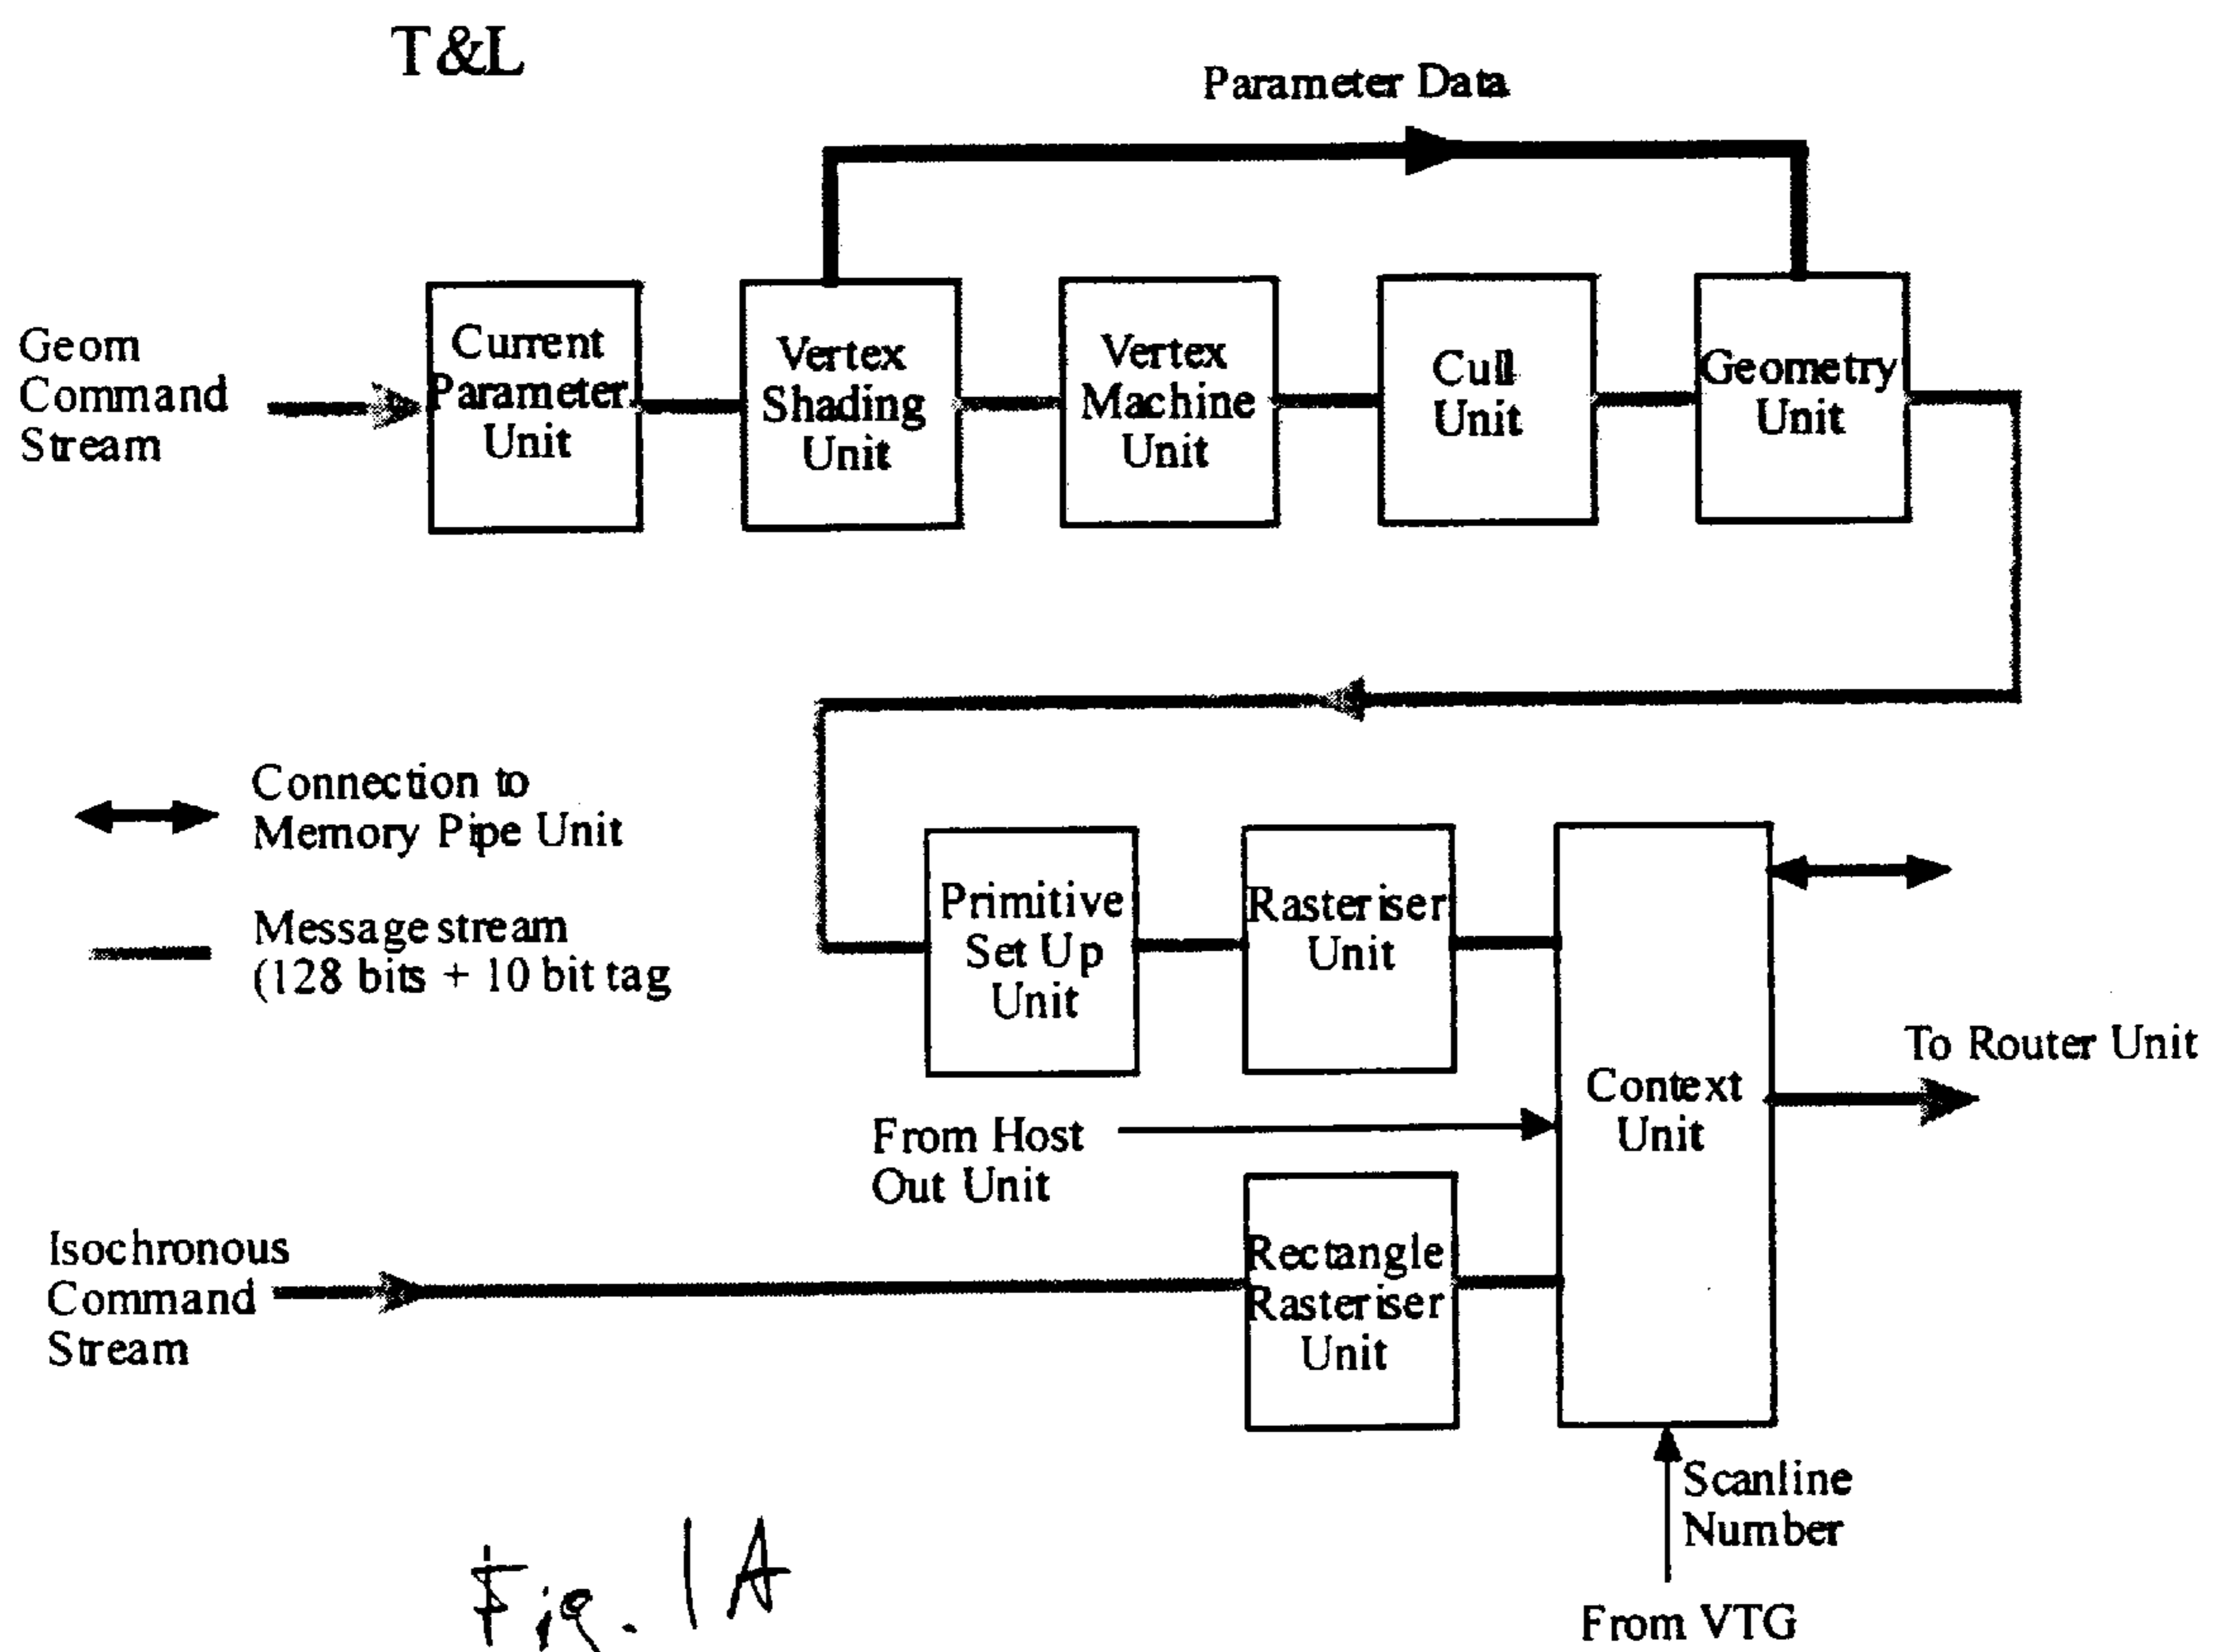 T&L
Parameter Data
Geom
Command
Stream
Current
Parameter
Unit
Vertex
Shading
Unit
Vertex
Machine
Unit
Cull
Unit
Geometry
Unit
Connection to
Memory Pipe Unit
Message stream
(128 bits + 10 bit tag
Primitive
Set Up
Unit
Rasteriser
Unit
Context
Unit
To Router Unit
From Host
Out Unit
Isochronous
Command
Stream
Rectangle
Rasteriser
Unit
Scanline
Number
From VTG
Fig. 1A